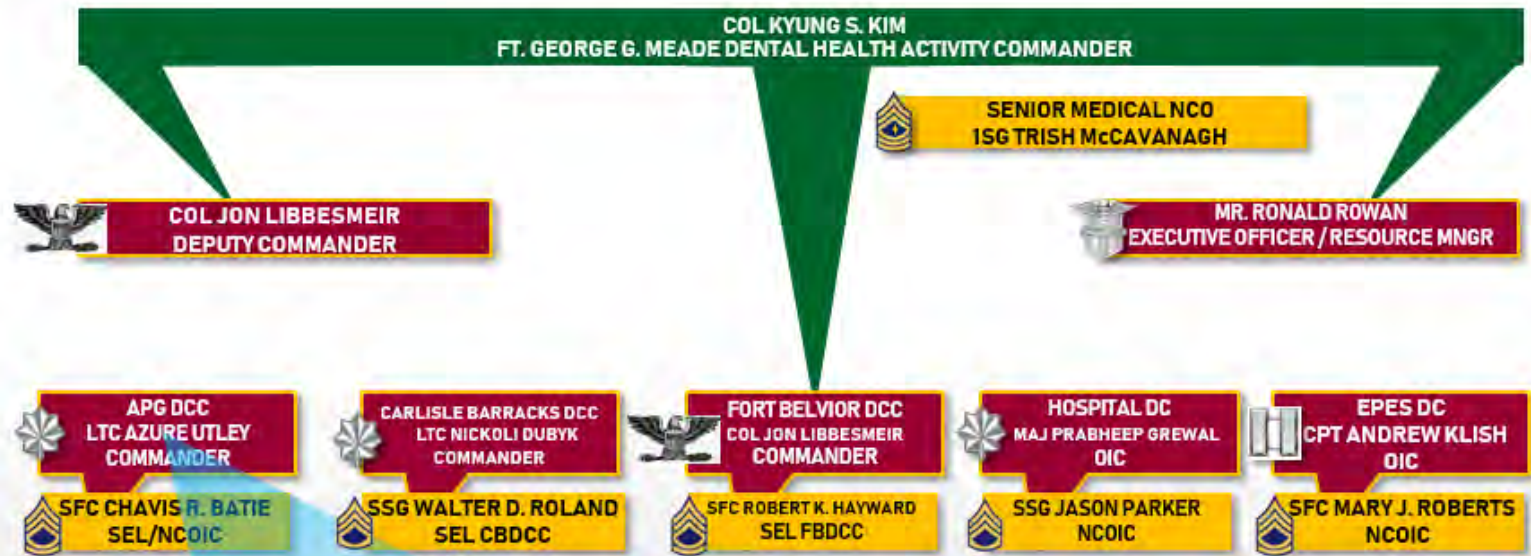 COL KYUNG S. KIM
FT. GEORGE G. MEADE DENTAL HEALTH ACTIVITY COMMANDER
SENIOR MEDICAL NCO
1SG TRISH McCAVANAGH
COL JON LIBBESMEIR
DEPUTY COMMANDER
MR. RONALD ROWAN
EXECUTIVE OFFICER / RESOURCE MNGR
APG DCC
LTC AZURE UTLEY
COMMANDER
SFC CHAVIS R. BATIE
SEL/NCOIC
CARLISLE BARRACKS DCC
LTC NICKOLI DUBYK
COMMANDER
SSG WALTER D. ROLAND
SEL CBDCC
FORT BELVIOR DCC
COL JON LIBBESMEIR
COMMANDER
SFC ROBERT K. HAYWARD
SEL FBDCC
HOSPITAL DC
MAJ PRABHEEP GREWAL
OIC
SSG JASON PARKER
NCOIC
EPES DC
CPT ANDREW KLISH
OIC
SFC MARY J. ROBERTS
NCOIC